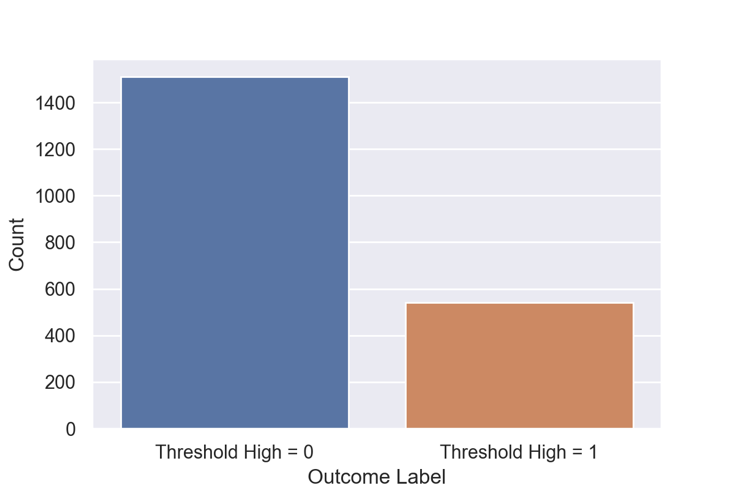 1400
1200
1000
800
600
400
200
0
Count
Threshold High = 0
Threshold High = 1
Outcome Label